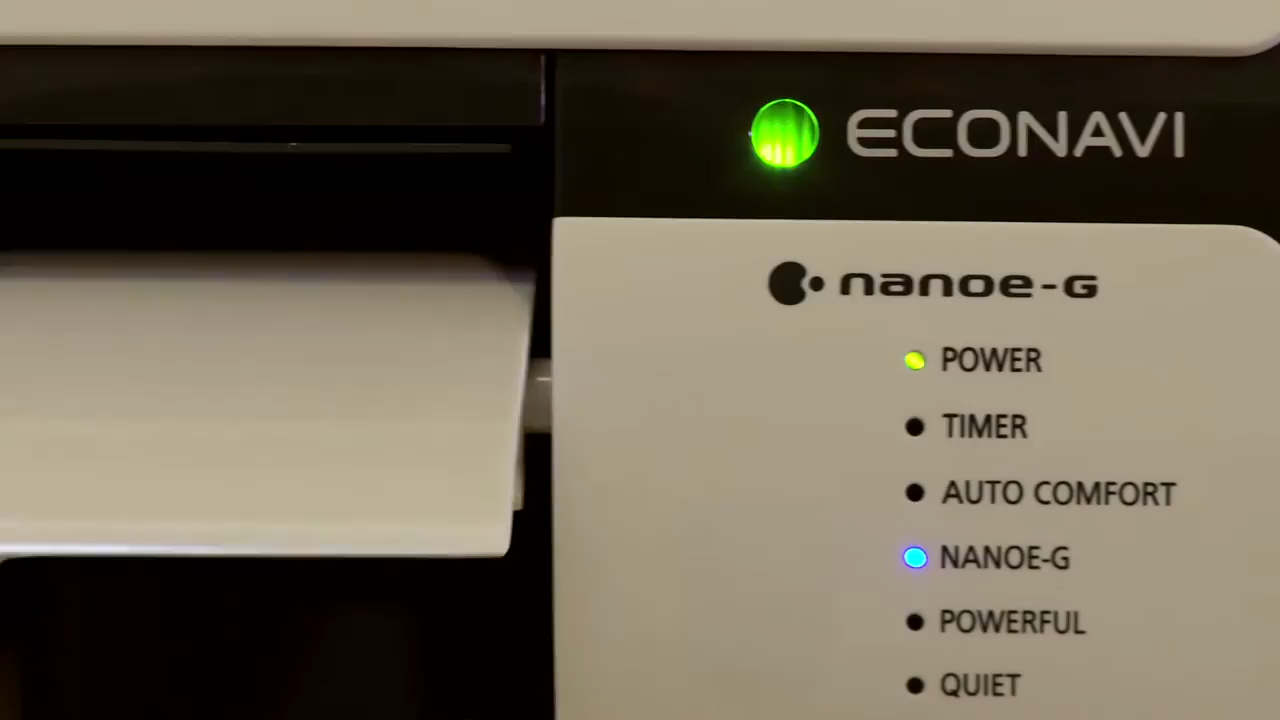 ECONAVI
nanoe-G
POWER
TIMER
AUTO COMFORT
NANOE-G
POWERFUL
QUIET